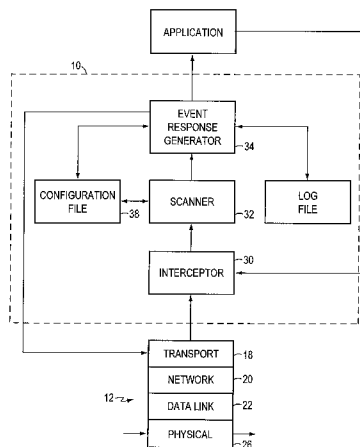 APPLICATION
10
EVENT
RESPONSE
GENERATOR
34
CONFIGURATION
FILE
38
SCANNER
32
LOG
FILE
30
INTERCEPTOR
TRANSPORT
18
NETWORK
20
12
DATA LINK
22
PHYSICAL
26